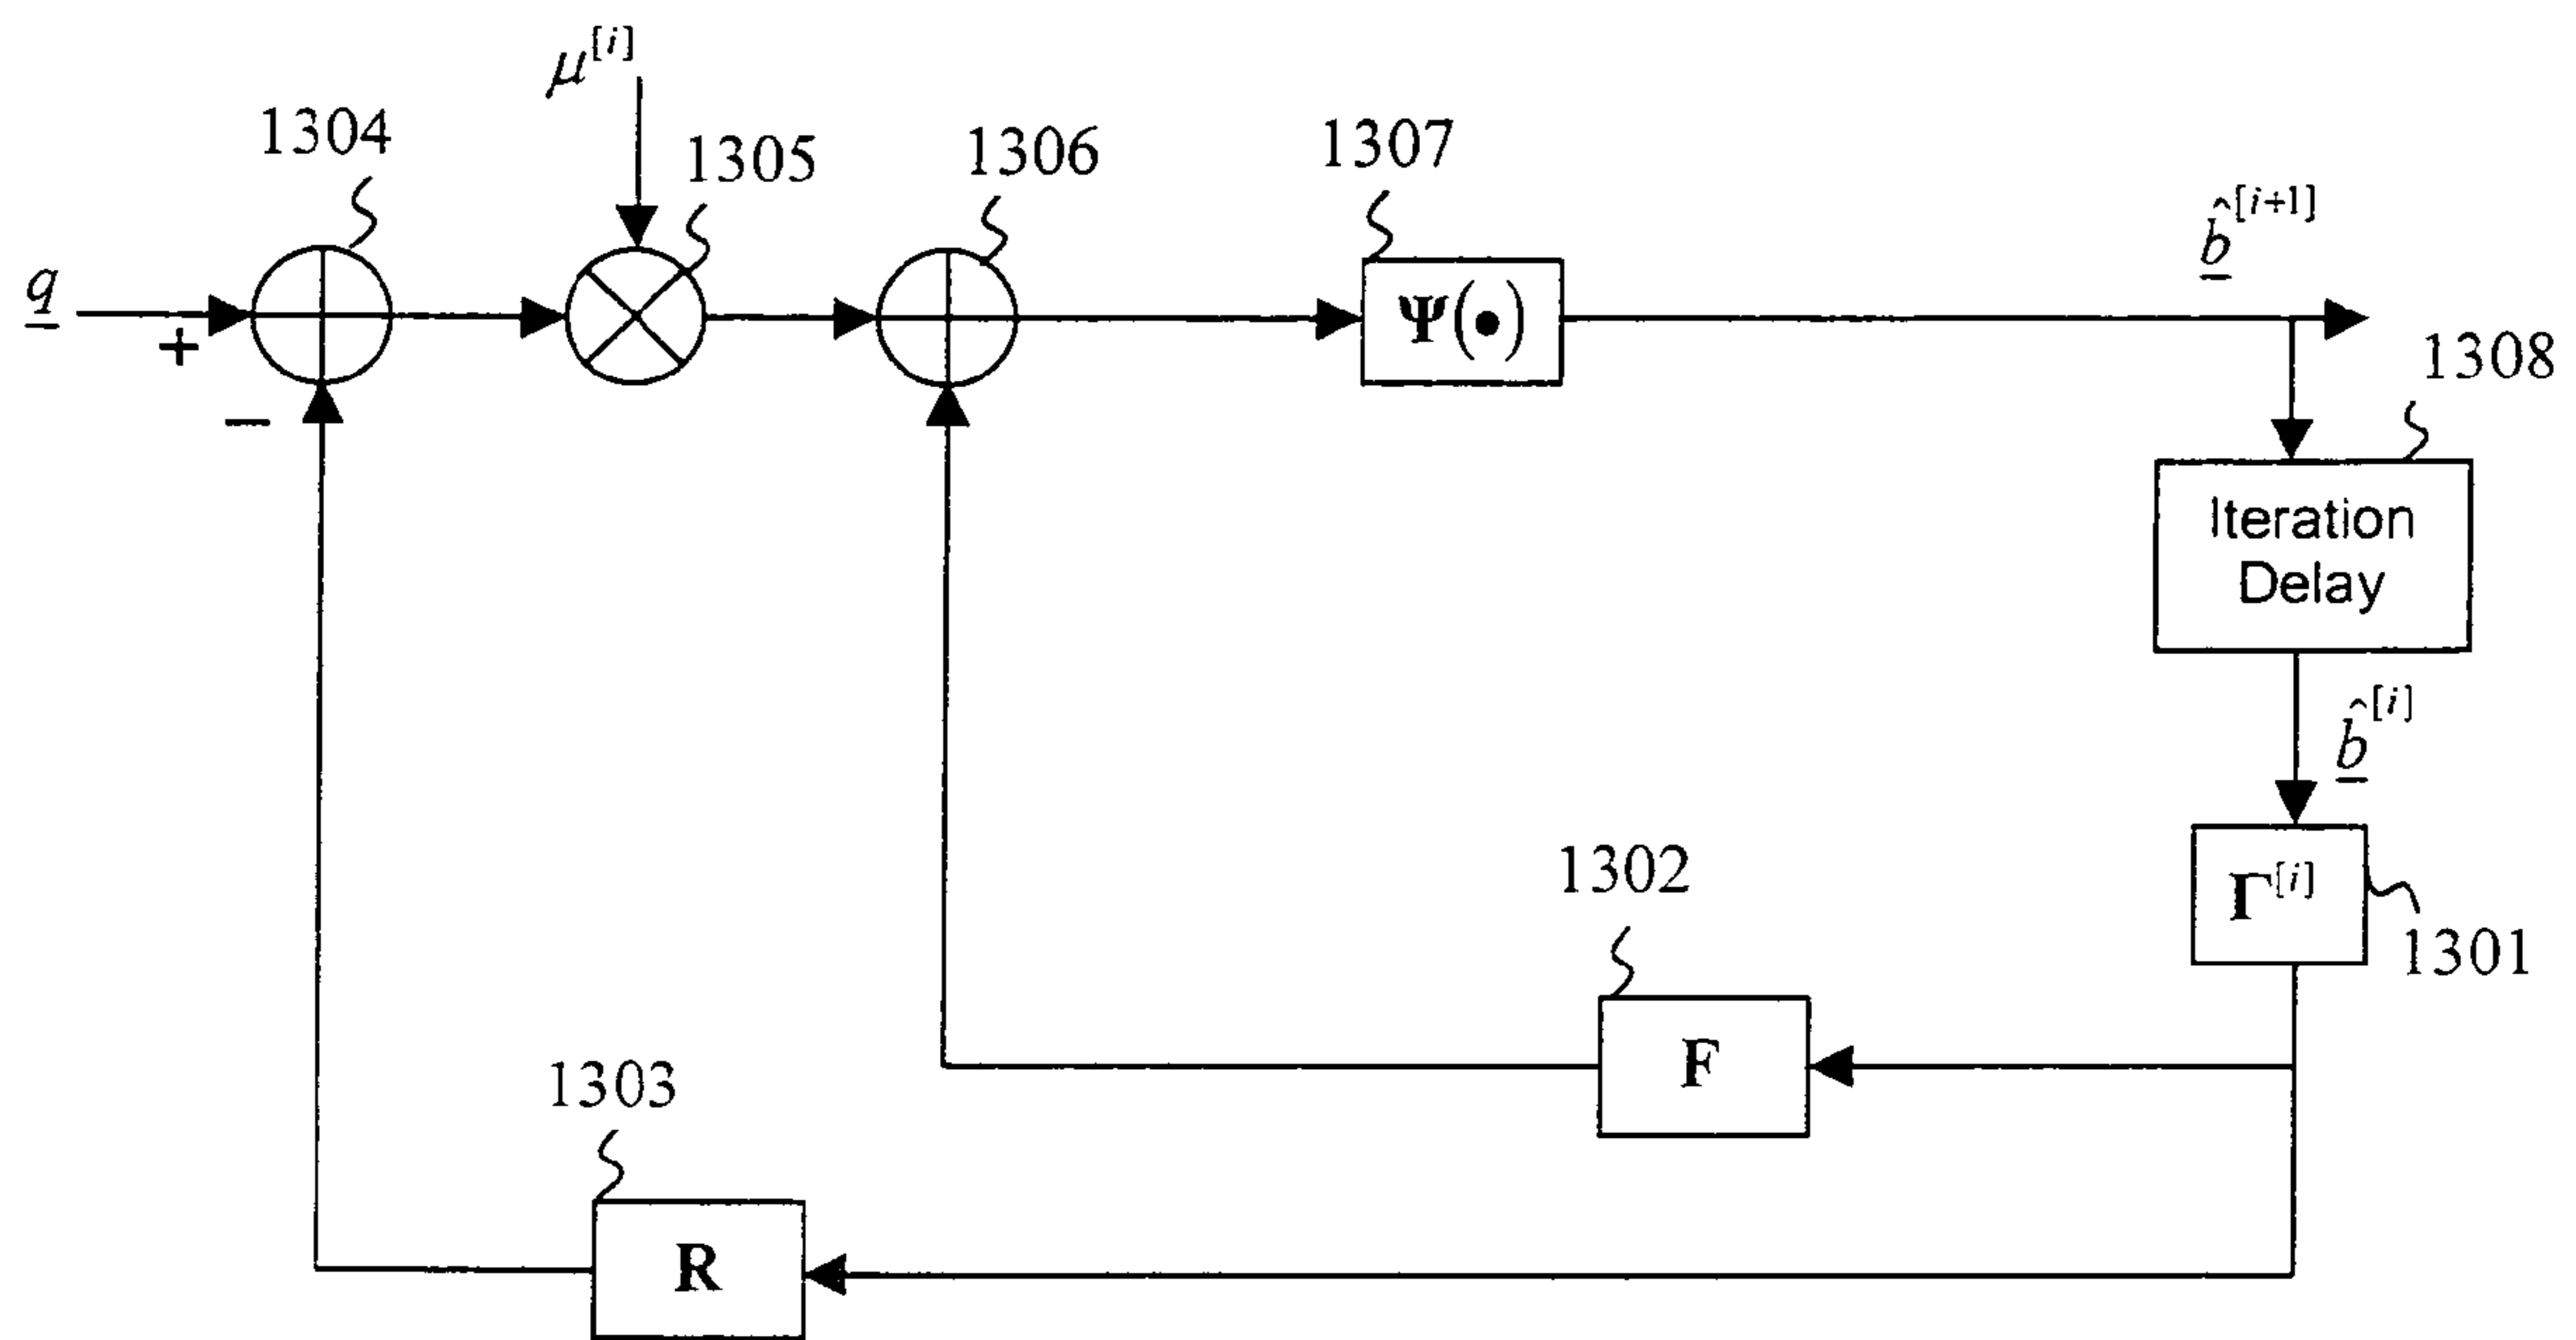 μ^[i]
1304
1305
1306
1307
q
+
−
Ψ(•)
b̂^[i+1]
1308
Iteration
Delay
b̂^[i]
Γ^[i]
1301
1302
F
1303
R